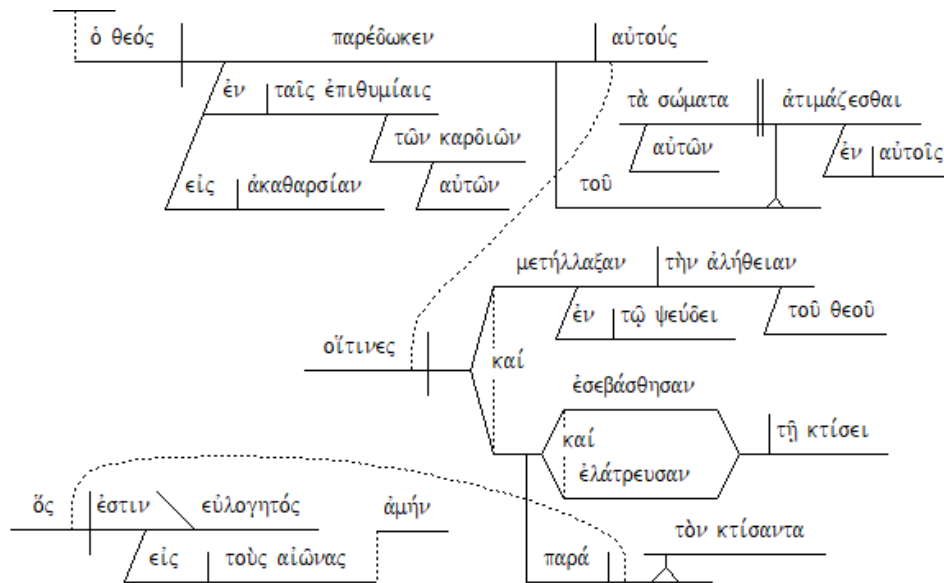 ὁ θεός παρέδωκεν αὐτούς
ἐν ταῖς ἐπιθυμίαις τὰ σώματα ἀτιμάζεσθαι
τῶν καρδιῶν αὐτῶν ἐν αὐτοῖς
εἰς ἀκαθαρσίαν αὐτῶν τοῦ
μετήλλαξαν τὴν ἀλήθειαν
ἐν τῷ ψεύδει τοῦ θεοῦ
οἵτινες καί
ἐσεβάσθησαν
καί τῇ κτίσει
ἐλάτρευσαν
ὅς ἐστιν εὐλογητός ἀμήν
εἰς τοὺς αἰῶνας παρά τὸν κτίσαντα